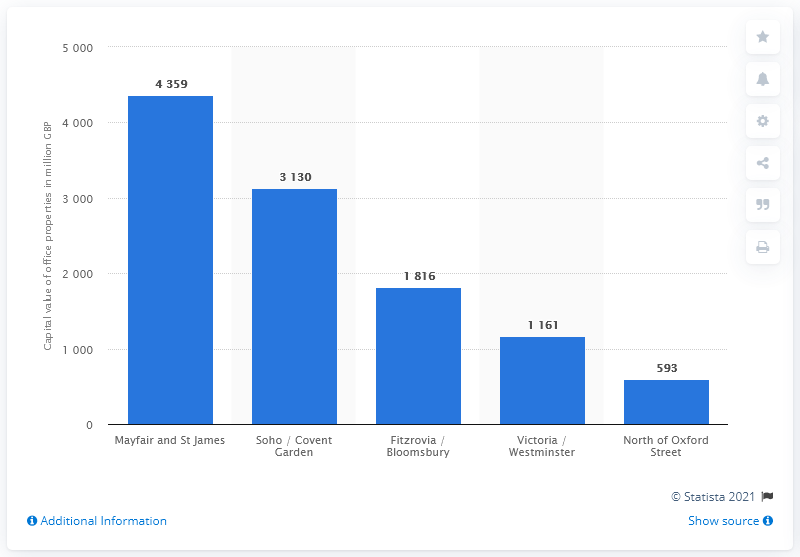 Capital value of office properties in million GBP
5 000
4 000
3 000
2 000
1 000
0
4 359
3 130
1 816
1 161
593
Mayfair and St James
Soho / Covent
Garden
Fitzrovia /
Bloomsbury
Victoria /
Westminster
North of Oxford
Street
© Statista 2021
Additional Information
Show source